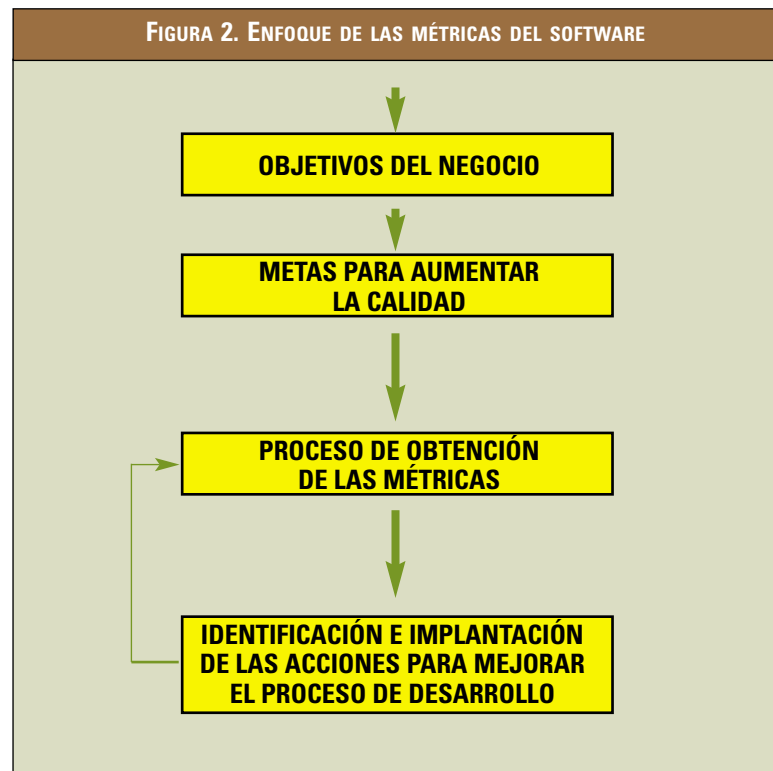 FIGURA 2. ENFOQUE DE LAS MÉTRICAS DEL SOFTWARE
OBJETIVOS DEL NEGOCIO
METAS PARA AUMENTAR
LA CALIDAD
PROCESO DE OBTENCIÓN
DE LAS MÉTRICAS
IDENTIFICACIÓN E IMPLANTACIÓN
DE LAS ACCIONES PARA MEJORAR
EL PROCESO DE DESARROLLO